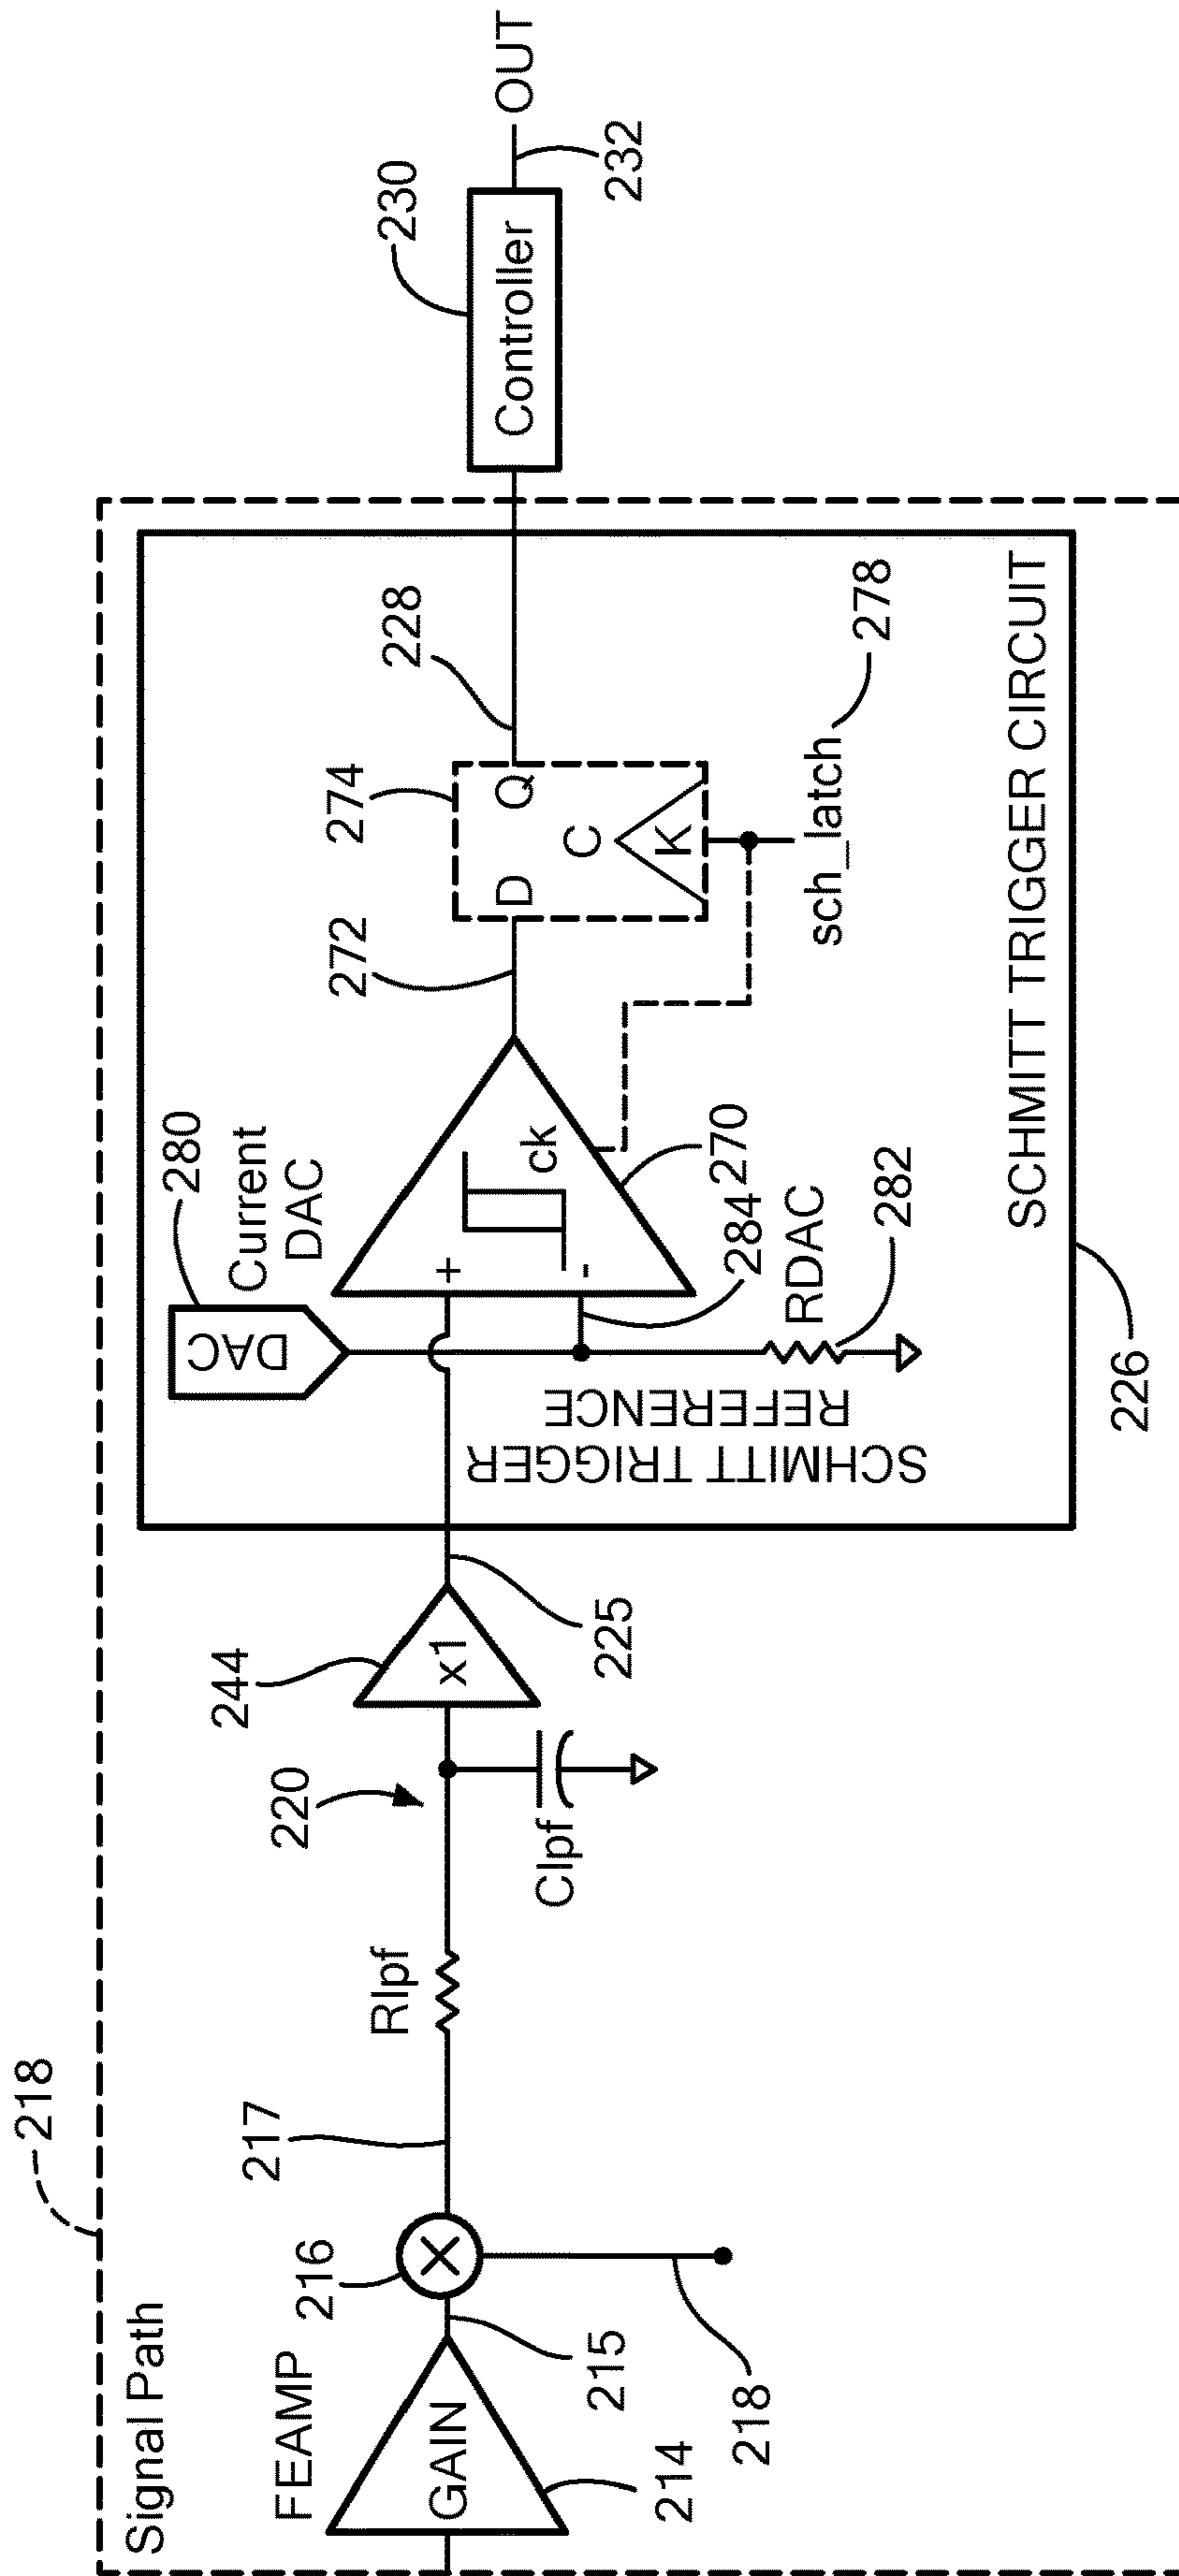 Signal Path
218
FEAMP
GAIN
214
215
216
218
217
Rlpf
220
Clpf
244
x1
225
SCHMITT TRIGGER
REFERENCE
DAC
280
Current
DAC
+
-
ck
284
270
RDAC
282
226
272
274
D
Q
C
K
sch_latch
278
228
SCHMITT TRIGGER CIRCUIT
Controller
230
232
OUT